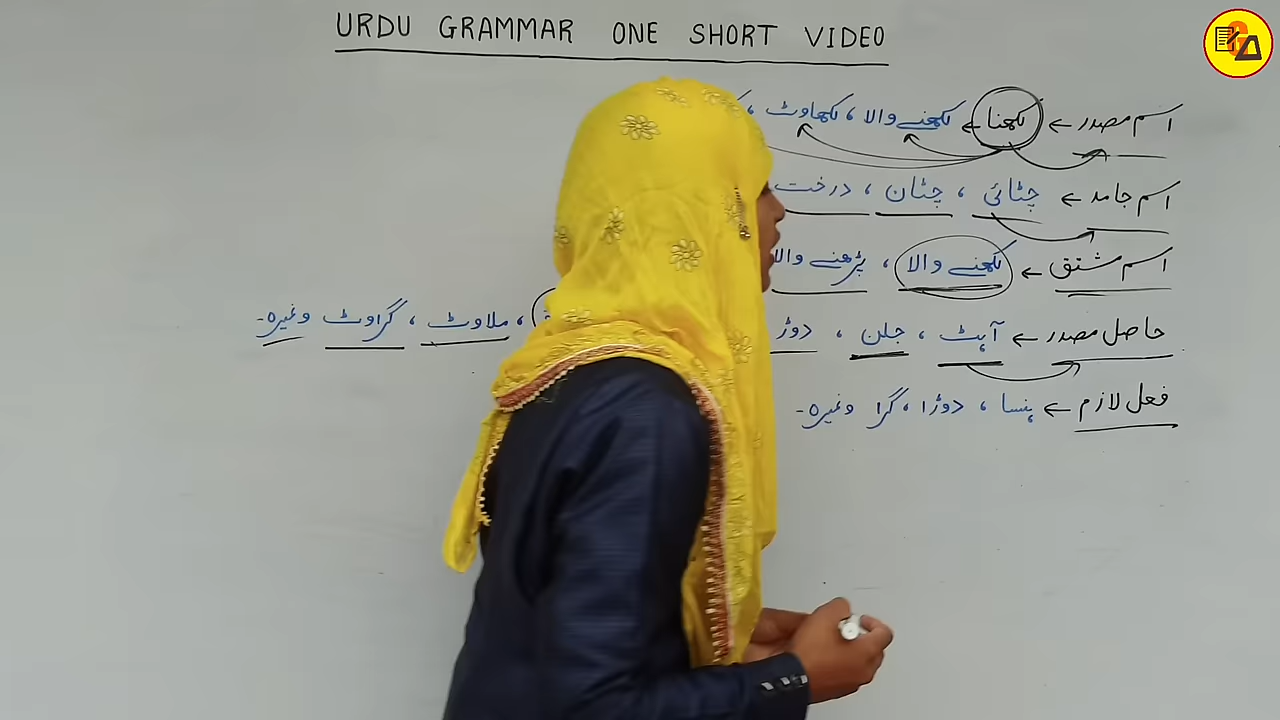 URDU GRAMMAR ONE SHORT VIDEO
اسم مصدر ← لکھنا ← لکھنے والا ، لکھاوٹ ،
اسم جامد ← چٹائی ، چٹان ، درخت
اسم مشتق ← لکھنے والا ، پڑھنے والا
حاصل مصدر ← آہٹ ، جلن ، دوڑ ، ملاوٹ ، گراوٹ وغیرہ۔
فعل لازم ← ہنسا ، دوڑا ، گرا وغیرہ۔